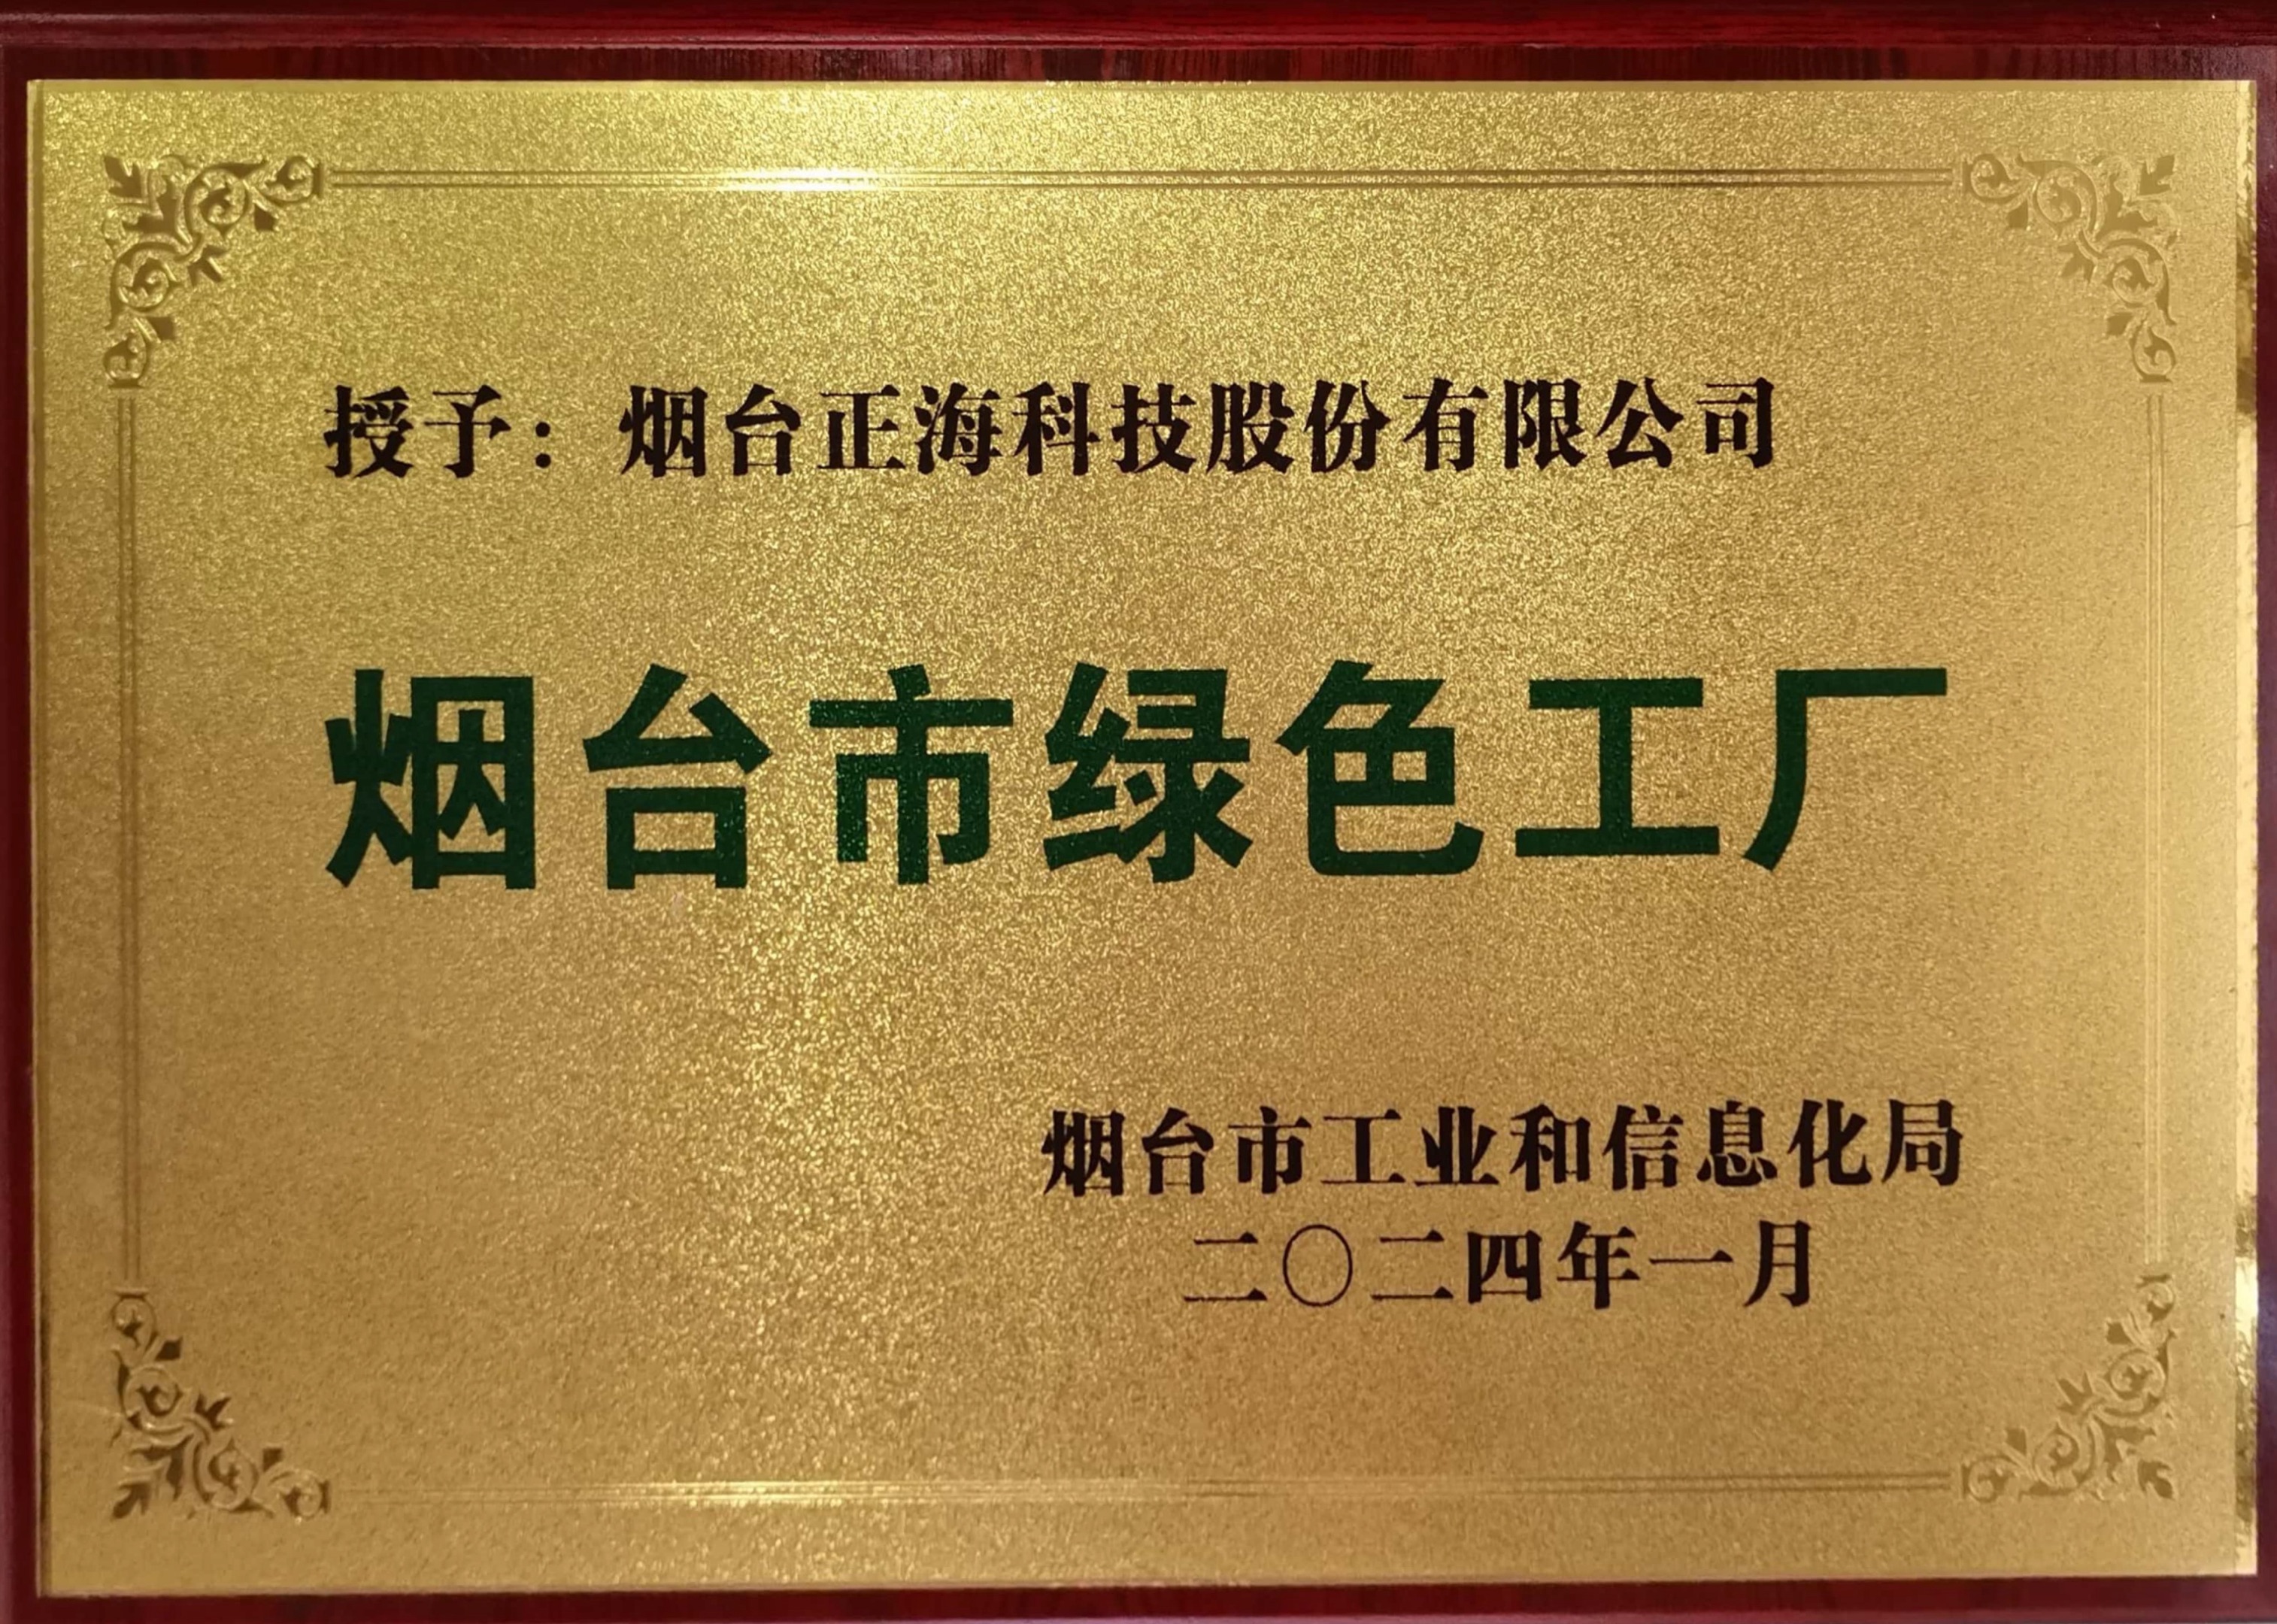 授予：烟台正海科技股份有限公司
烟台市绿色工厂
烟台市工业和信息化局
二〇二四年一月